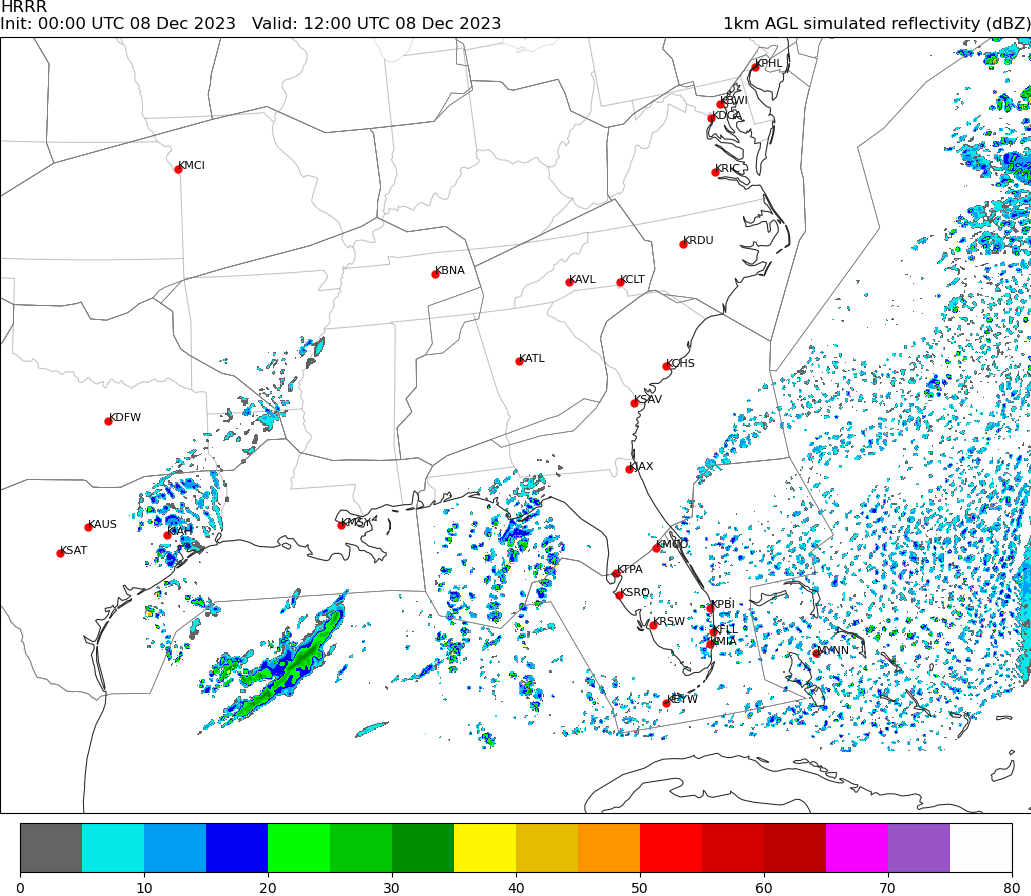 HRRR
Init: 00:00 UTC 08 Dec 2023   Valid: 12:00 UTC 08 Dec 2023   1km AGL simulated reflectivity (dBZ)
KPHL
KBWI
KDCA
KMCI
KRIC
KRDU
KBNA
KAVL KCLT
KATL
KCHS
KSAV
KDFW
KJAX
KMSY
KAUS
KIAH
KMCO
KSAT
KTPA
KSRQ
KPBI
KRSW
KFLL
KMIA
MYNN
KEYW
0 10 20 30 40 50 60 70 80